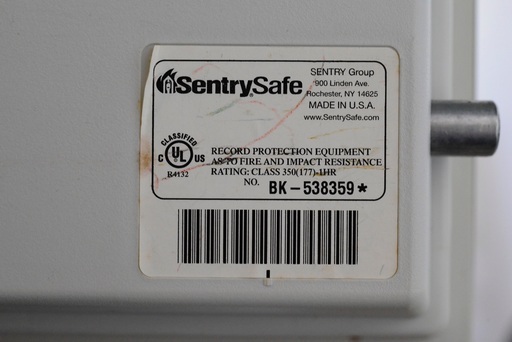 SentrySafe
SENTRY Group
900 Linden Ave.
Rochester, NY 14625
MADE IN U.S.A.
www.SentrySafe.com
CLASSIFIED
C UL US
R4132
RECORD PROTECTION EQUIPMENT
AS TO FIRE AND IMPACT RESISTANCE
RATING: CLASS 350(177)-1HR
NO. BK-538359*